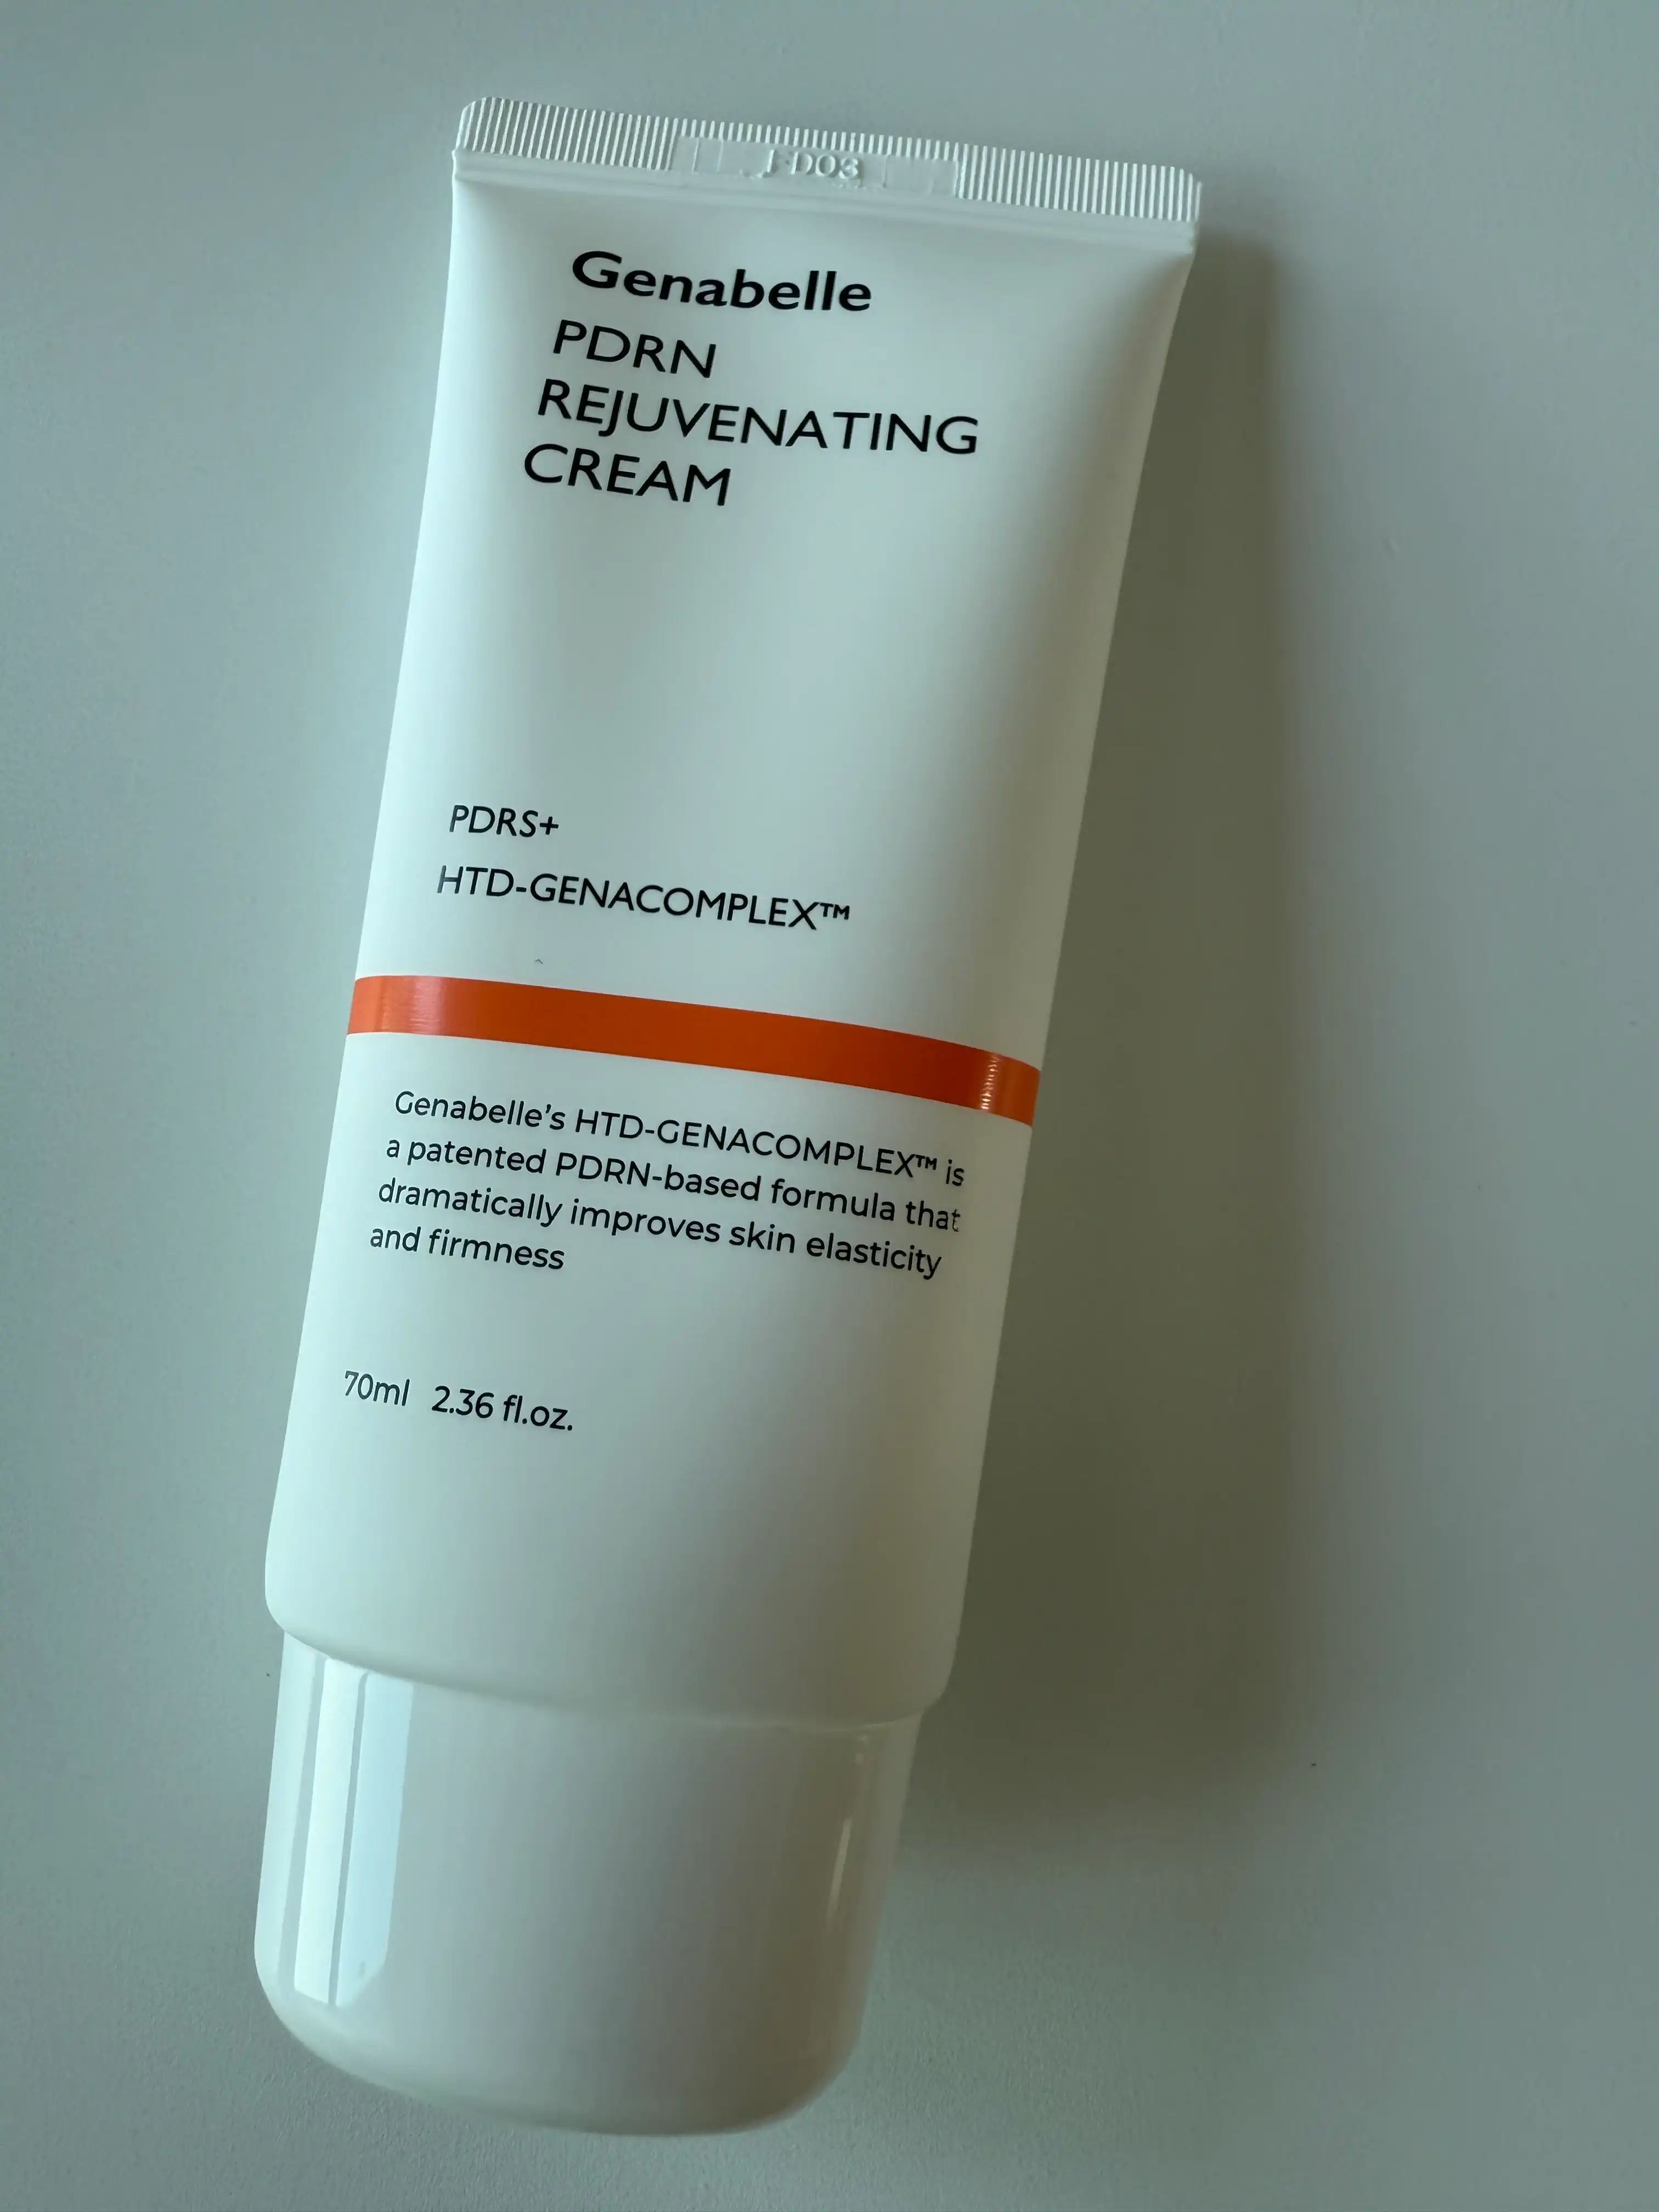 Genabelle
PDRN
REJUVENATING
CREAM
PDRS+
HTD-GENACOMPLEX™
Genabelle's HTD-GENACOMPLEX™ is
a patented PDRN-based formula that
dramatically improves skin elasticity
and firmness
70ml 2.36 fl.oz.